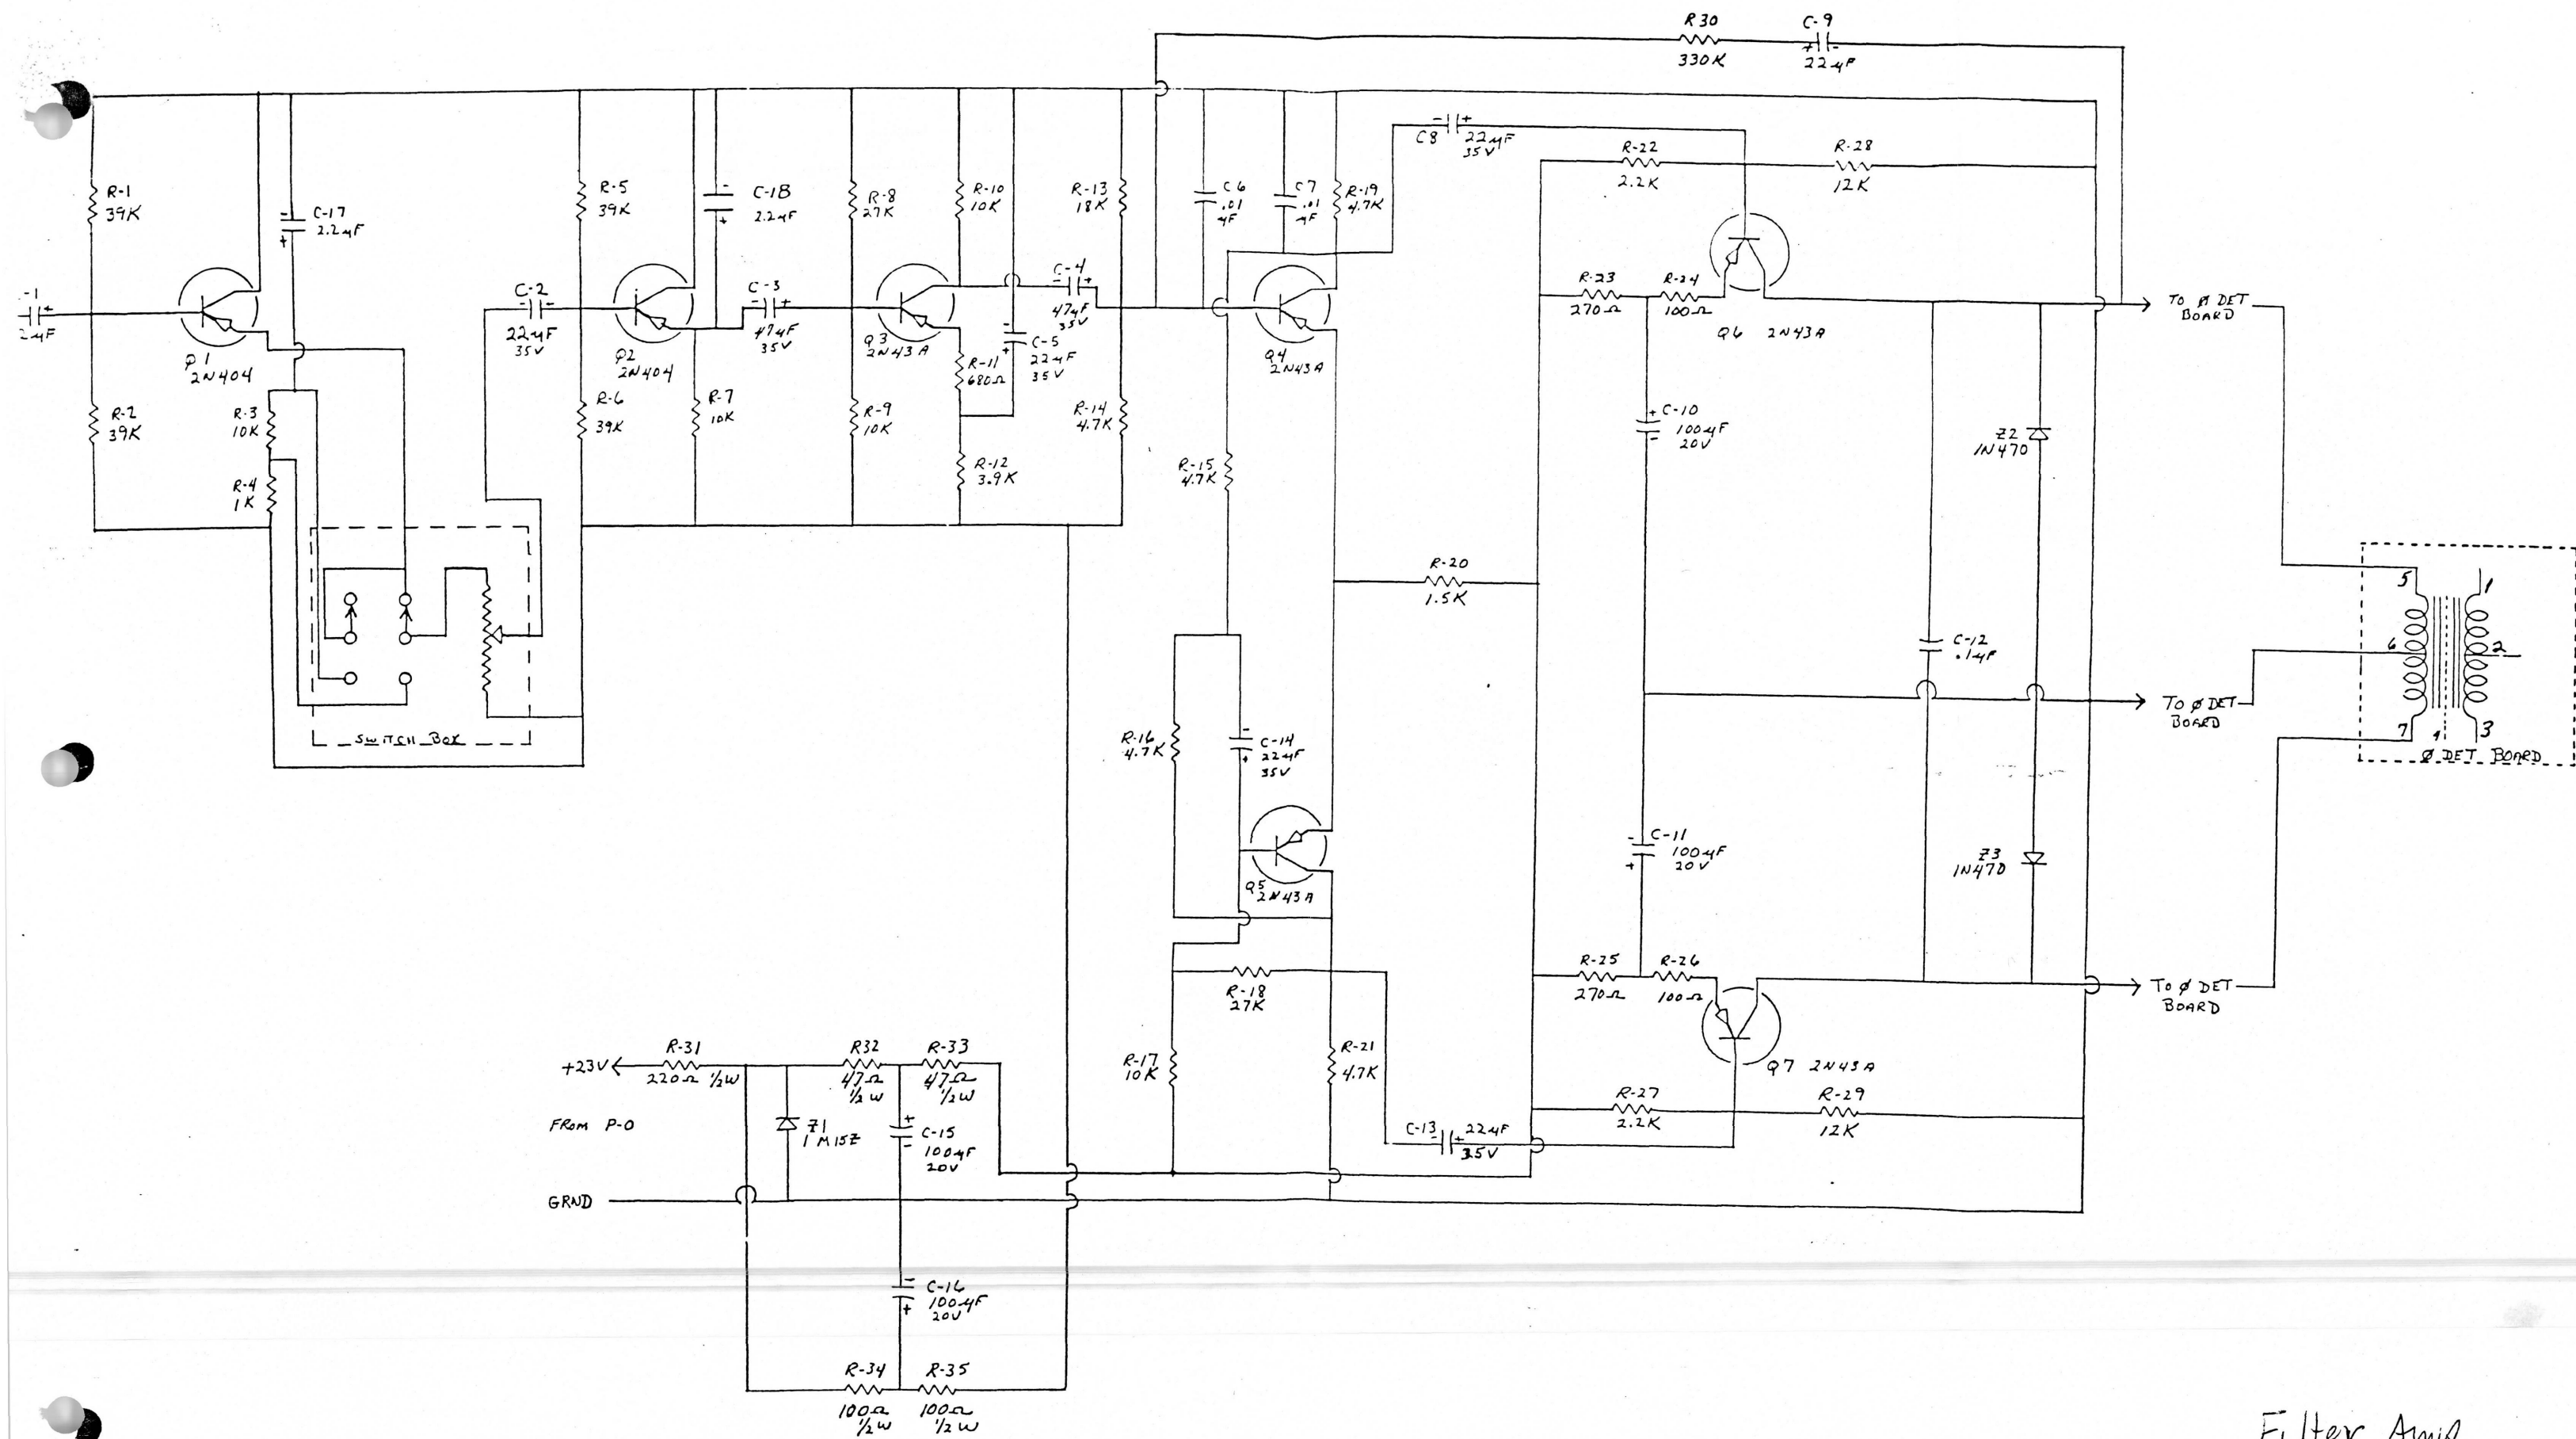 R30
330K
C-9
+ -
22µF
R-1
39K
C-17
2.2µF
-
+
R-5
39K
C-18
2.2µF
-
+
R-8
27K
R-10
10K
R-13
18K
C6
.01
µF
C7
.01
µF
R-19
4.7K
C8
- +
22µF
35V
R-22
2.2K
R-28
12K
-1
+
2µF
Q1
2N404
C-2
+ -
22µF
35V
Q2
2N404
C-3
- +
47µF
35V
Q3
2N43A
R-11
680Ω
C-5
22µF
35V
-
+
C-4
- +
47µF
35V
Q4
2N43A
R-23
270Ω
R-24
100Ω
Q6 2N43A
TO Ø DET
BOARD
R-2
39K
R-3
10K
R-4
1K
R-6
39K
R-7
10K
R-9
10K
R-12
3.9K
R-14
4.7K
R-15
4.7K
+ C-10
100µF
- 20V
Z2
1N470
SWITCH BOX
R-20
1.5K
C-12
.1µF
5
6
7
1
2
3
4
Ø DET BOARD
TO Ø DET
BOARD
R-16
4.7K
- C-14
22µF
+ 35V
- C-11
100µF
+ 20V
Z3
1N470
Q5
2N43A
R-18
27K
R-25
270Ω
R-26
100Ω
TO Ø DET
BOARD
Q7 2N43A
R-17
10K
R-21
4.7K
R-27
2.2K
R-29
12K
C-13
- +
22µF
35V
+23V
R-31
220Ω 1/2W
R32
47Ω
1/2W
R-33
47Ω
1/2W
FROM P-O
Z1
1M15Z
+
-
C-15
100µF
20V
GRND
-
+
C-16
100µF
20V
R-34
100Ω
1/2W
R-35
100Ω
1/2W
Filter Amp